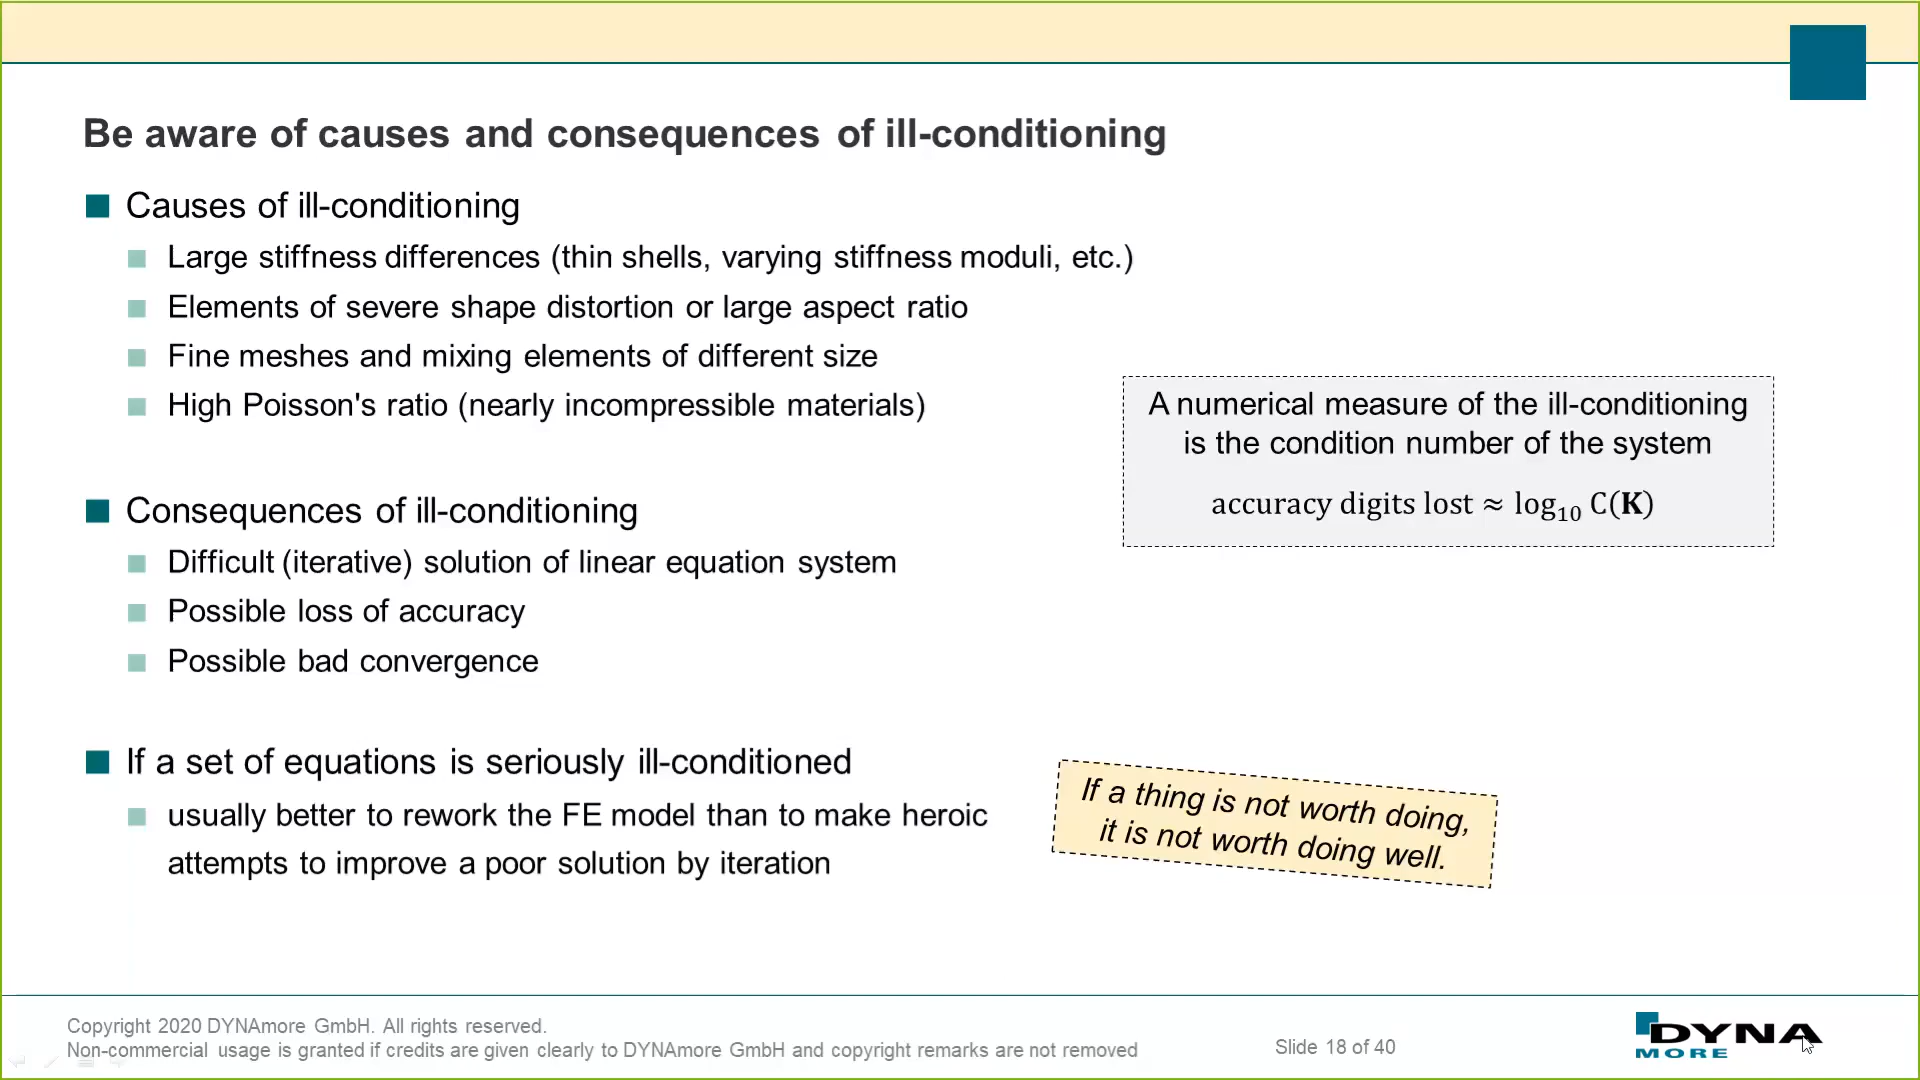 Be aware of causes and consequences of ill-conditioning
Causes of ill-conditioning
Large stiffness differences (thin shells, varying stiffness moduli, etc.)
Elements of severe shape distortion or large aspect ratio
Fine meshes and mixing elements of different size
High Poisson's ratio (nearly incompressible materials)
A numerical measure of the ill-conditioning
is the condition number of the system
accuracy digits lost ≈ log₁₀ C(K)
Consequences of ill-conditioning
Difficult (iterative) solution of linear equation system
Possible loss of accuracy
Possible bad convergence
If a set of equations is seriously ill-conditioned
usually better to rework the FE model than to make heroic
attempts to improve a poor solution by iteration
If a thing is not worth doing,
it is not worth doing well.
Copyright 2020 DYNAmore GmbH. All rights reserved.
Non-commercial usage is granted if credits are given clearly to DYNAmore GmbH and copyright remarks are not removed
Slide 18 of 40
DYNA
MORE